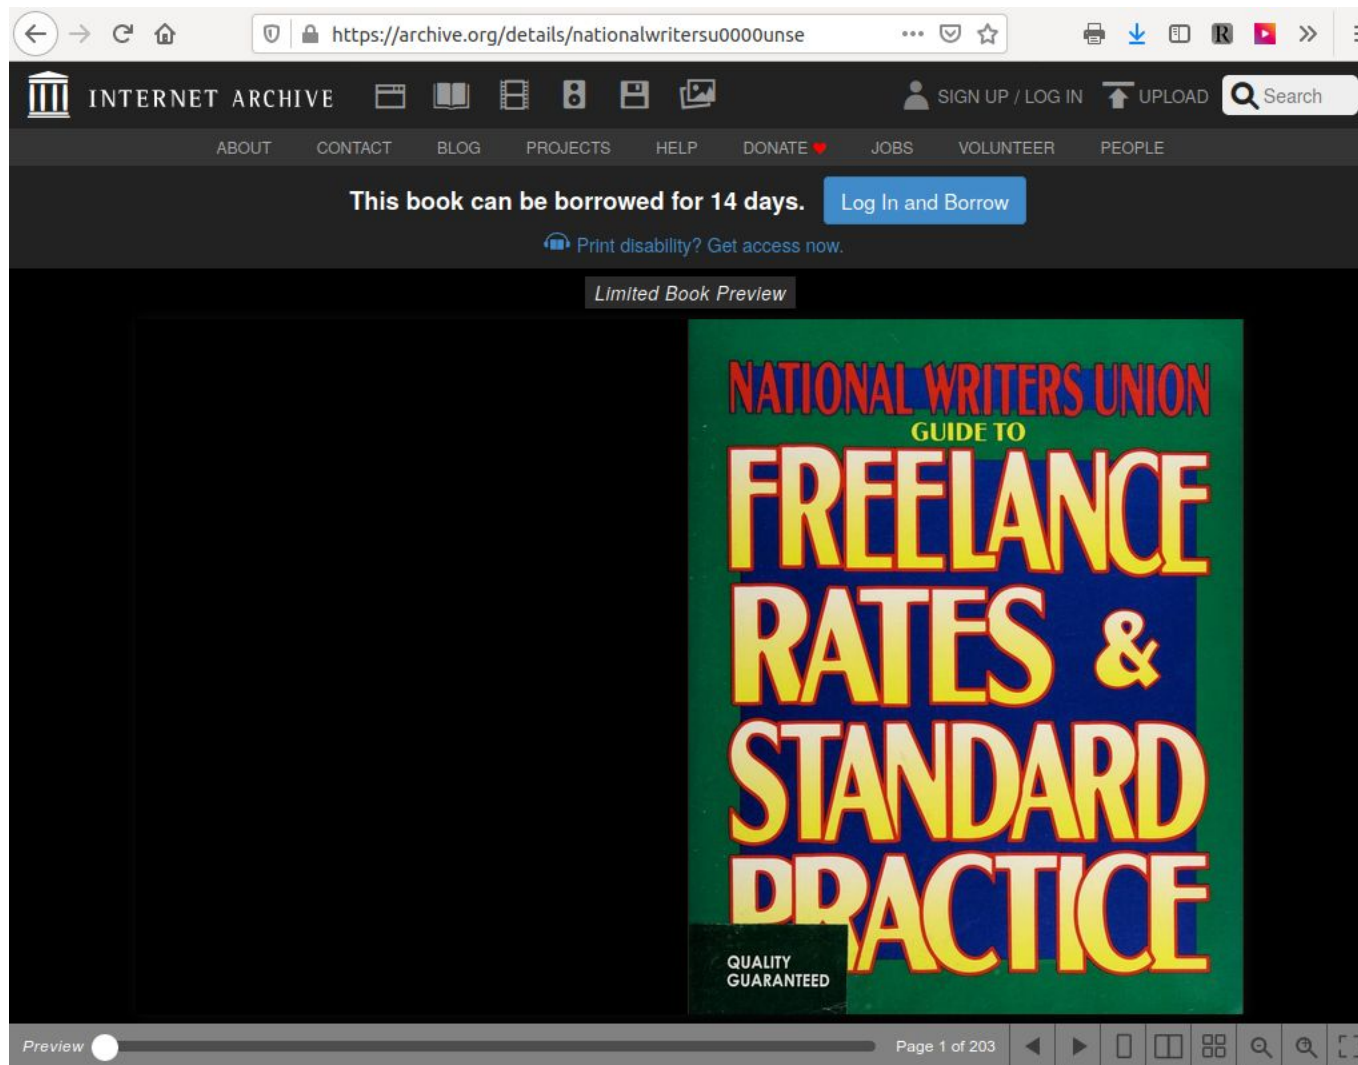 https://archive.org/details/nationalwritersu0000unse
INTERNET ARCHIVE
SIGN UP / LOG IN
UPLOAD
Search
ABOUT CONTACT BLOG PROJECTS HELP DONATE JOBS VOLUNTEER PEOPLE
This book can be borrowed for 14 days. Log In and Borrow
Print disability? Get access now.
Limited Book Preview
NATIONAL WRITERS UNION
GUIDE TO
FREELANCE
RATES &
STANDARD
PRACTICE
QUALITY
GUARANTEED
Preview
Page 1 of 203